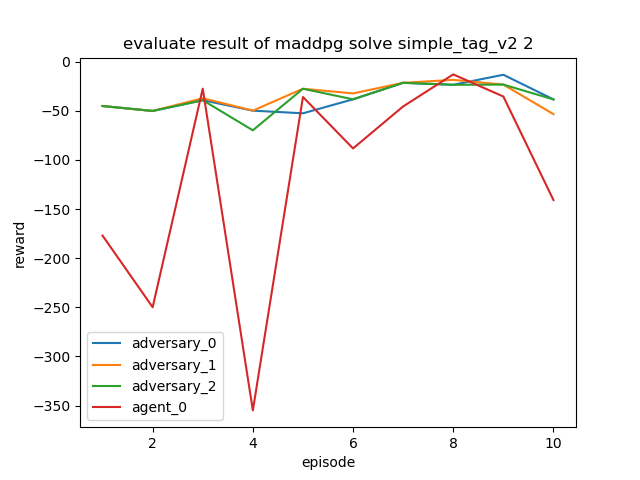 evaluate result of maddpg solve simple_tag_v2 2
0
−50
−100
−150
−200
−250
−300
−350
reward
adversary_0
adversary_1
adversary_2
agent_0
2
4
6
8
10
episode